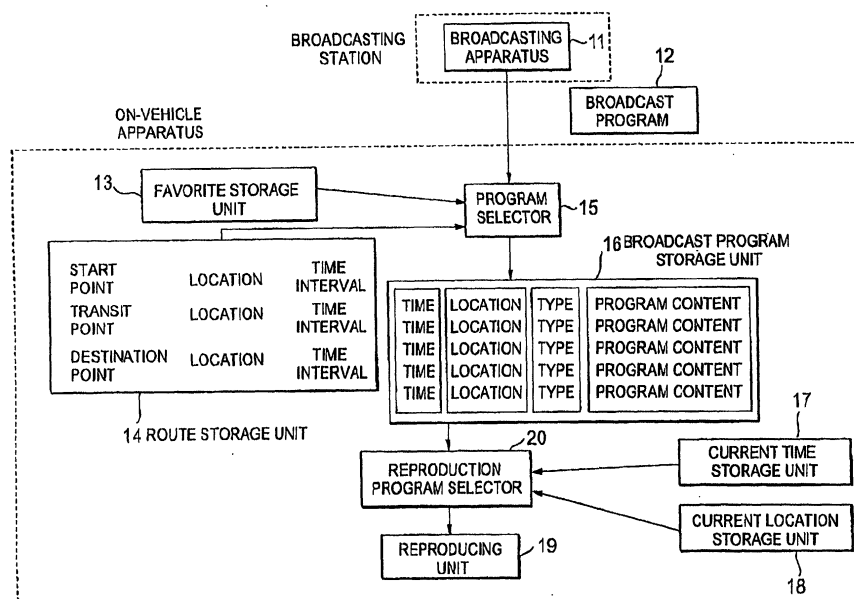 BROADCASTING
STATION
BROADCASTING
APPARATUS
11
12
BROADCAST
PROGRAM
ON-VEHICLE
APPARATUS
13
FAVORITE STORAGE
UNIT
PROGRAM
SELECTOR
15
START
POINT
LOCATION
TIME
INTERVAL
TRANSIT
POINT
LOCATION
TIME
INTERVAL
DESTINATION
POINT
LOCATION
TIME
INTERVAL
14 ROUTE STORAGE UNIT
16 BROADCAST PROGRAM
STORAGE UNIT
TIME LOCATION TYPE PROGRAM CONTENT
TIME LOCATION TYPE PROGRAM CONTENT
TIME LOCATION TYPE PROGRAM CONTENT
TIME LOCATION TYPE PROGRAM CONTENT
TIME LOCATION TYPE PROGRAM CONTENT
20
REPRODUCTION
PROGRAM SELECTOR
17
CURRENT TIME
STORAGE UNIT
CURRENT LOCATION
STORAGE UNIT
18
REPRODUCING
UNIT
19